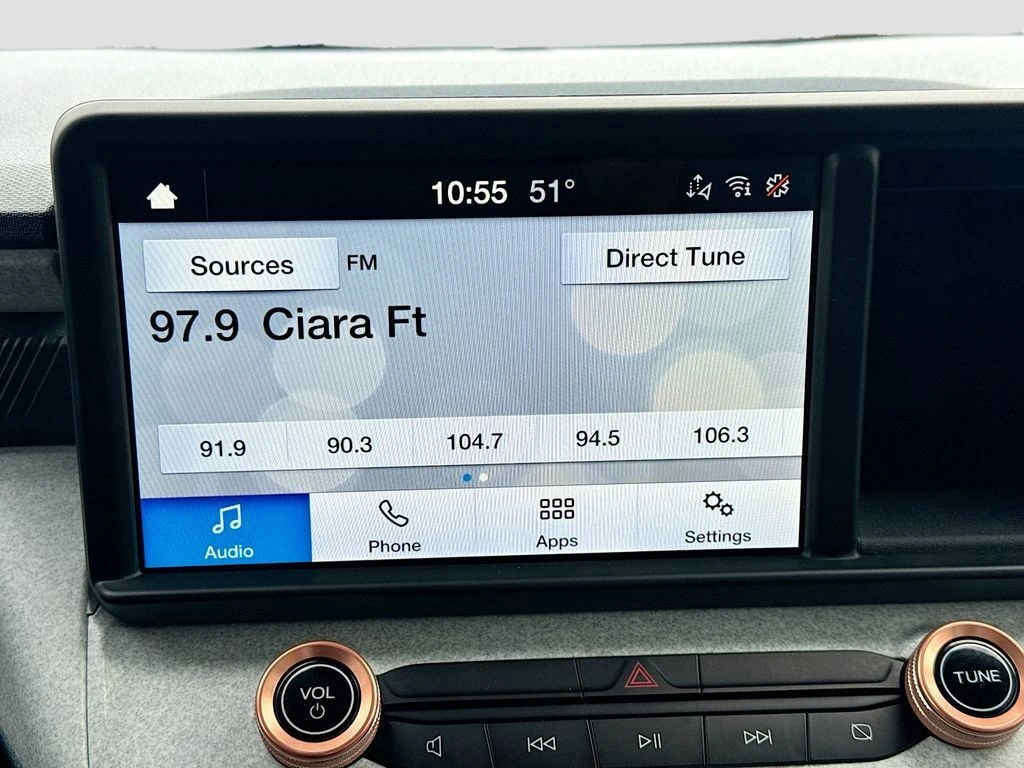 10:55 51°
Sources FM Direct Tune
97.9 Ciara Ft
91.9 90.3 104.7 94.5 106.3
Audio Phone Apps Settings
VOL
TUNE